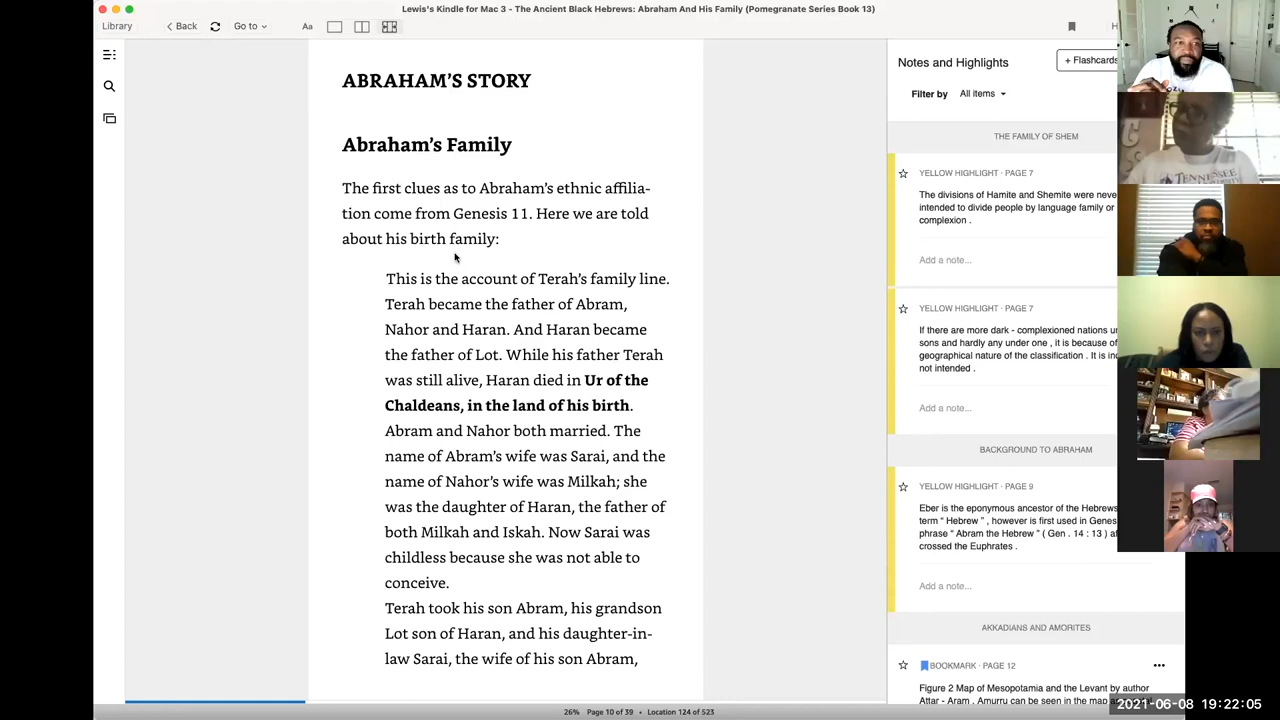 Lewis's Kindle for Mac 3 - The Ancient Black Hebrews: Abraham And His Family (Pomegranate Series Book 13)
Library
Back
Go to
Aa
ABRAHAM'S STORY
Abraham's Family
The first clues as to Abraham's ethnic affilia-
tion come from Genesis 11. Here we are told
about his birth family:
This is the account of Terah's family line.
Terah became the father of Abram,
Nahor and Haran. And Haran became
the father of Lot. While his father Terah
was still alive, Haran died in Ur of the
Chaldeans, in the land of his birth.
Abram and Nahor both married. The
name of Abram's wife was Sarai, and the
name of Nahor's wife was Milkah; she
was the daughter of Haran, the father of
both Milkah and Iskah. Now Sarai was
childless because she was not able to
conceive.
Terah took his son Abram, his grandson
Lot son of Haran, and his daughter-in-
law Sarai, the wife of his son Abram,
26% Page 10 of 39 • Location 124 of 523
Notes and Highlights
+ Flashcards
Filter by All items
THE FAMILY OF SHEM
YELLOW HIGHLIGHT · PAGE 7
The divisions of Hamite and Shemite were neve
intended to divide people by language family or
complexion .
Add a note...
YELLOW HIGHLIGHT · PAGE 7
If there are more dark - complexioned nations
sons and hardly any under one , it is because of
geographical nature of the classification . It is
not intended .
Add a note...
BACKGROUND TO ABRAHAM
YELLOW HIGHLIGHT · PAGE 9
Eber is the eponymous ancestor of the Hebrews
term " Hebrew " , however is first used in Genes
phrase " Abram the Hebrew " ( Gen . 14 : 13 )
crossed the Euphrates .
Add a note...
AKKADIANS AND AMORITES
BOOKMARK · PAGE 12
Figure 2 Map of Mesopotamia and the Levant by author
Attar - Aram . Amurru can be seen in the map
TENNESSEE
2021-06-08 19:22:05